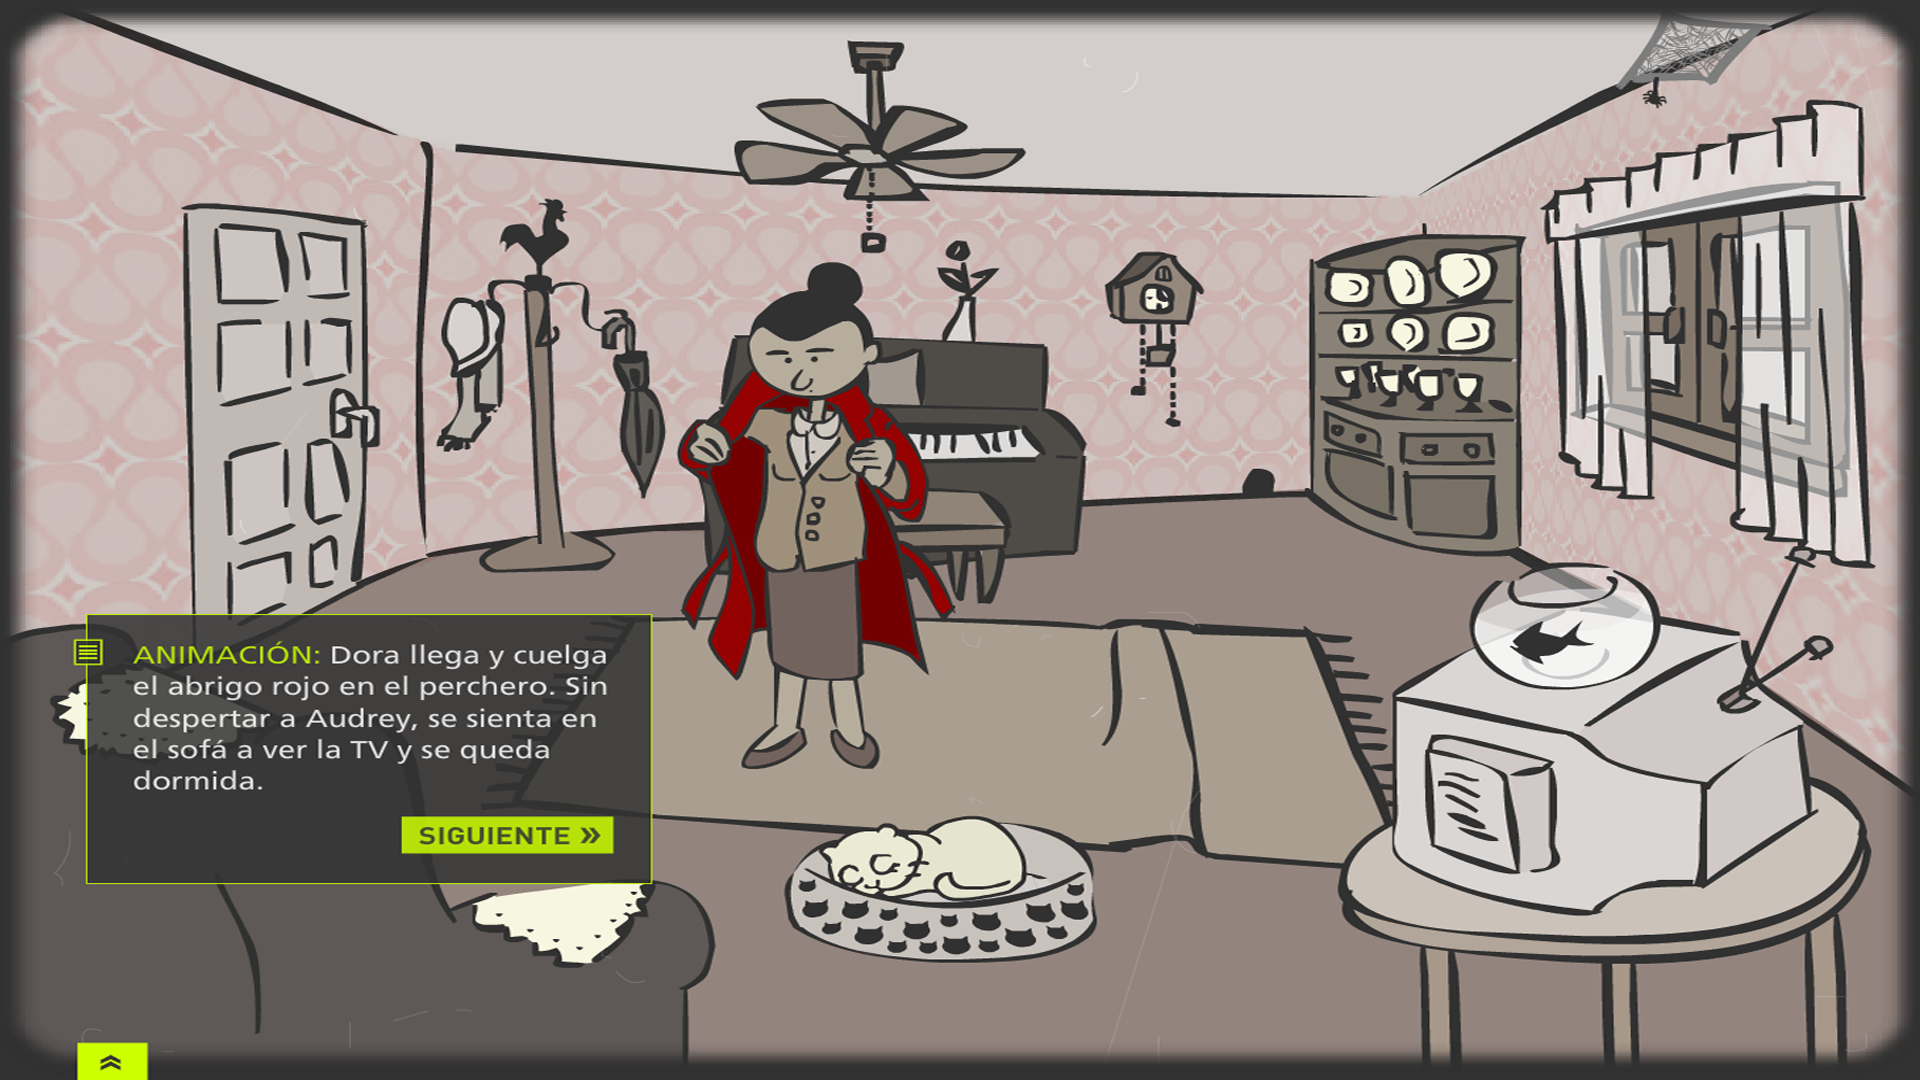 ANIMACIÓN: Dora llega y cuelga
el abrigo rojo en el perchero. Sin
despertar a Audrey, se sienta en
el sofá a ver la TV y se queda
dormida.
SIGUIENTE »